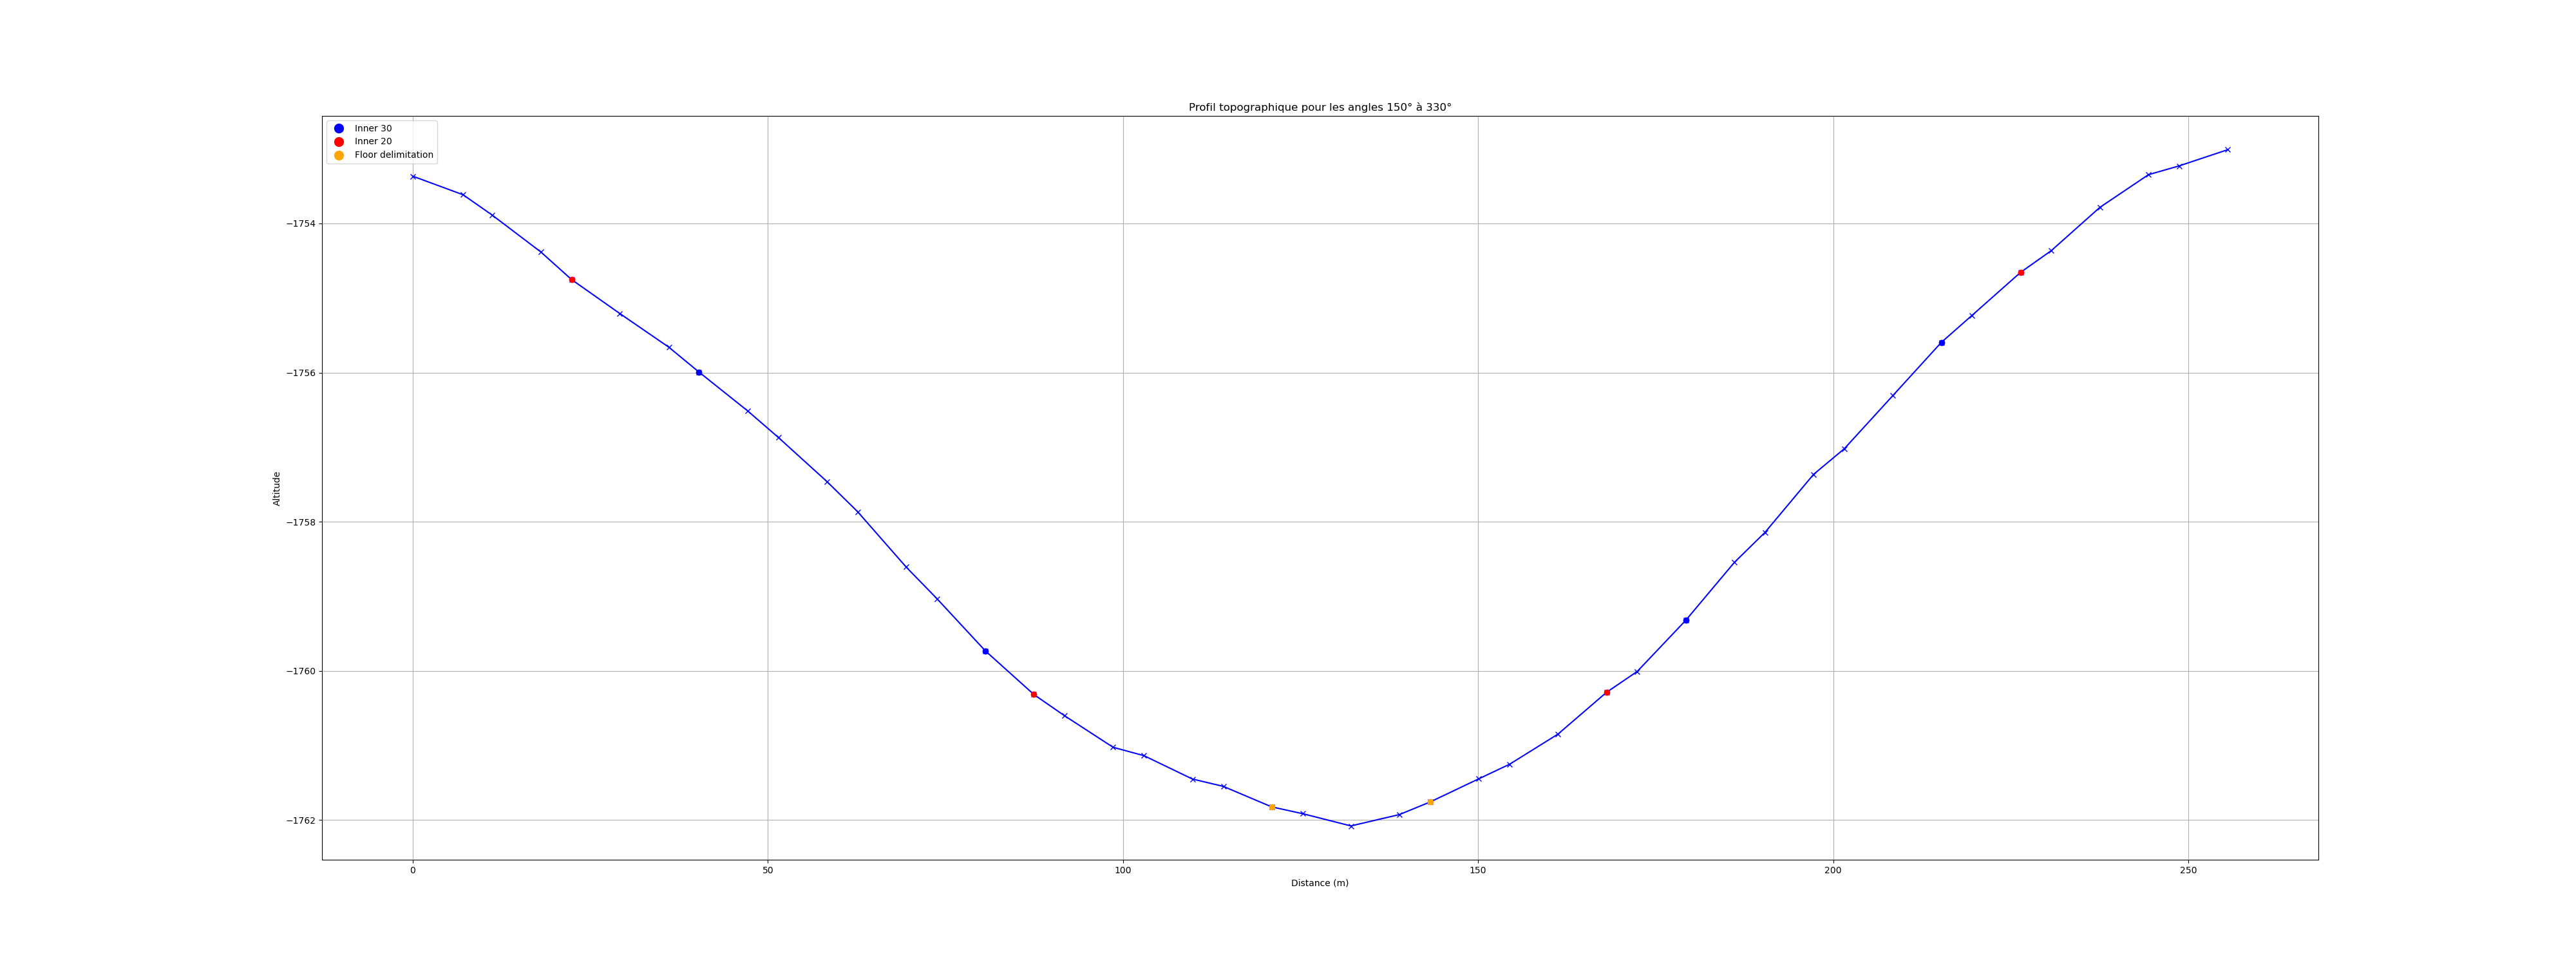 Profil topographique pour les angles 150° à 330°
Inner 30
Inner 20
Floor delimitation
−1754
−1756
−1758
−1760
−1762
Altitude
0 50 100 150 200 250
Distance (m)